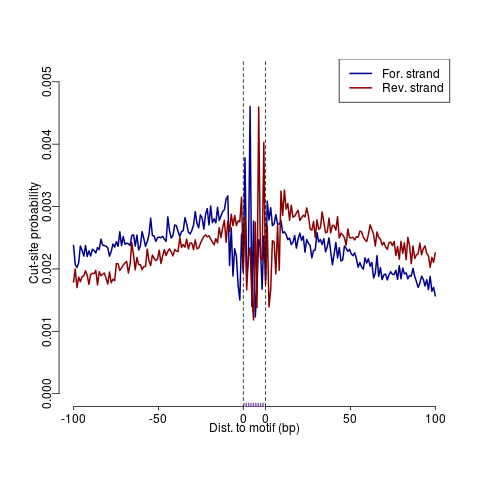 For. strand
Rev. strand
Cut-site probability
0.005
0.004
0.003
0.002
0.001
0.000
-100 -50 0 0 50 100
Dist. to motif (bp)